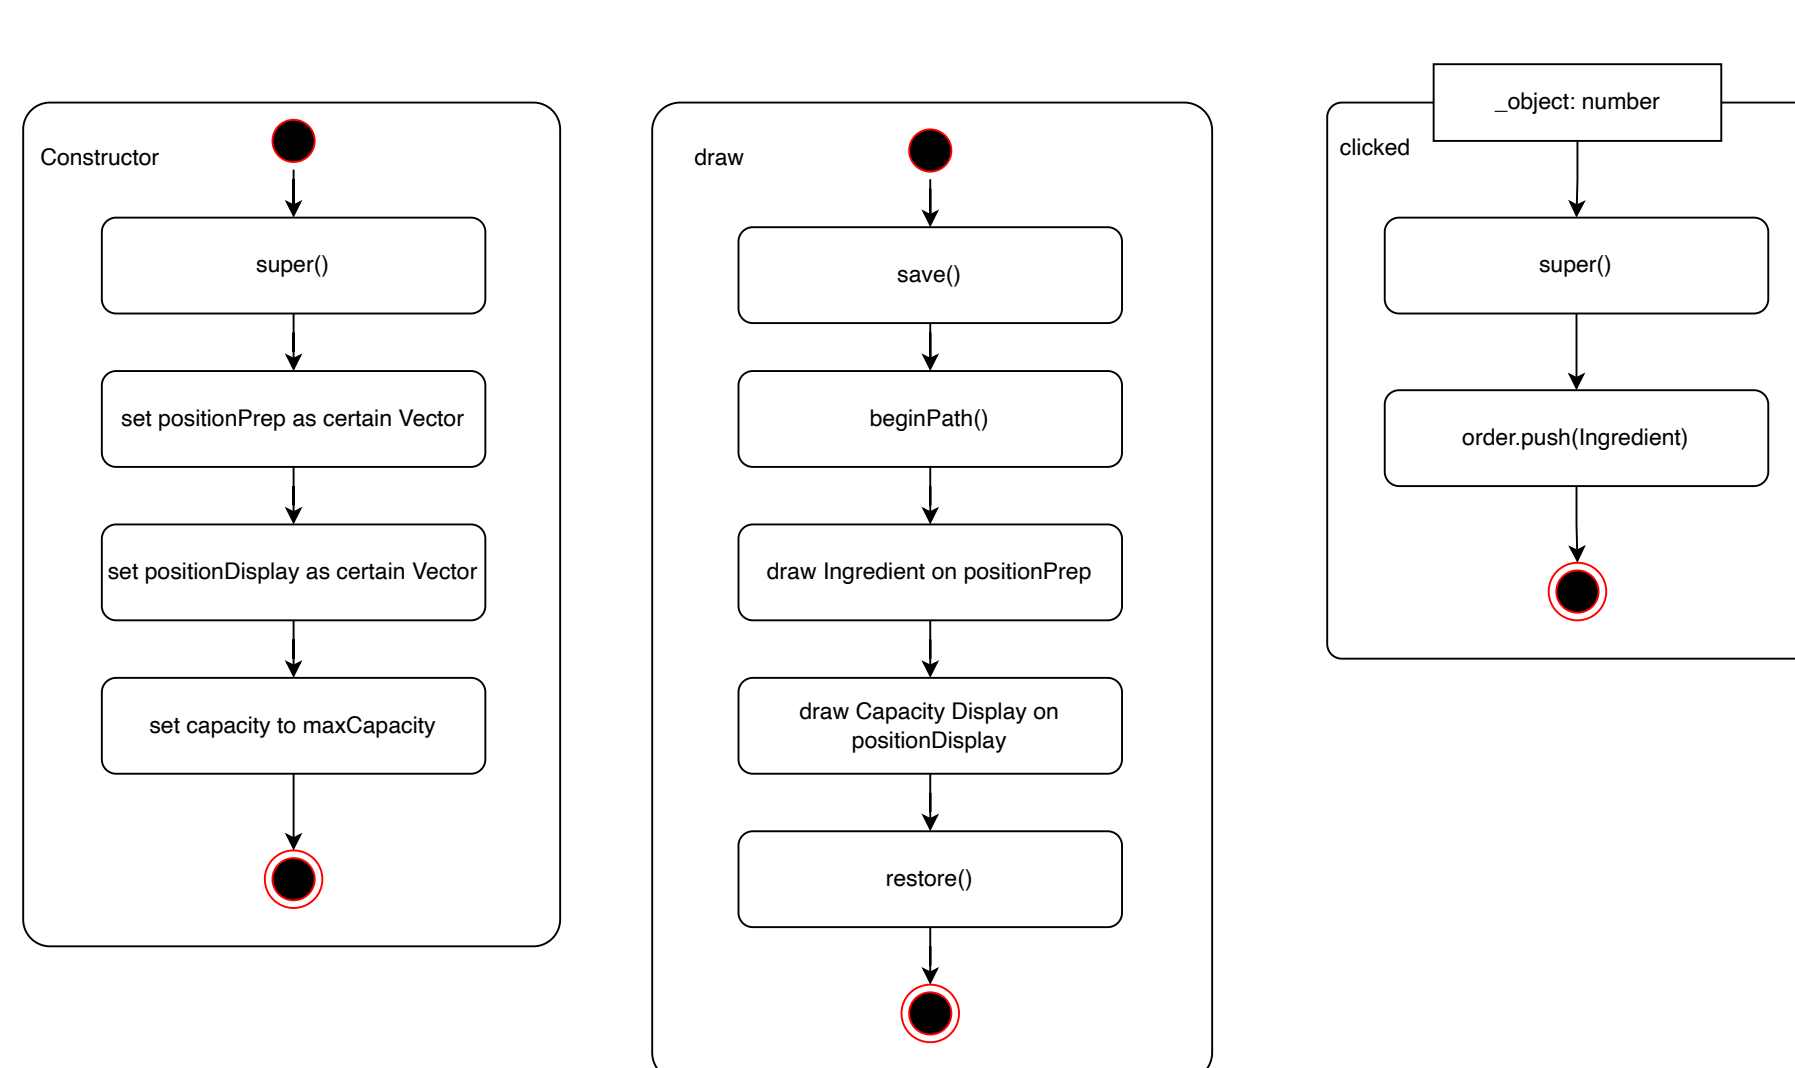 Constructor
super()
set positionPrep as certain Vector
set positionDisplay as certain Vector
set capacity to maxCapacity
draw
save()
beginPath()
draw Ingredient on positionPrep
draw Capacity Display on
positionDisplay
restore()
_object: number
clicked
super()
order.push(Ingredient)